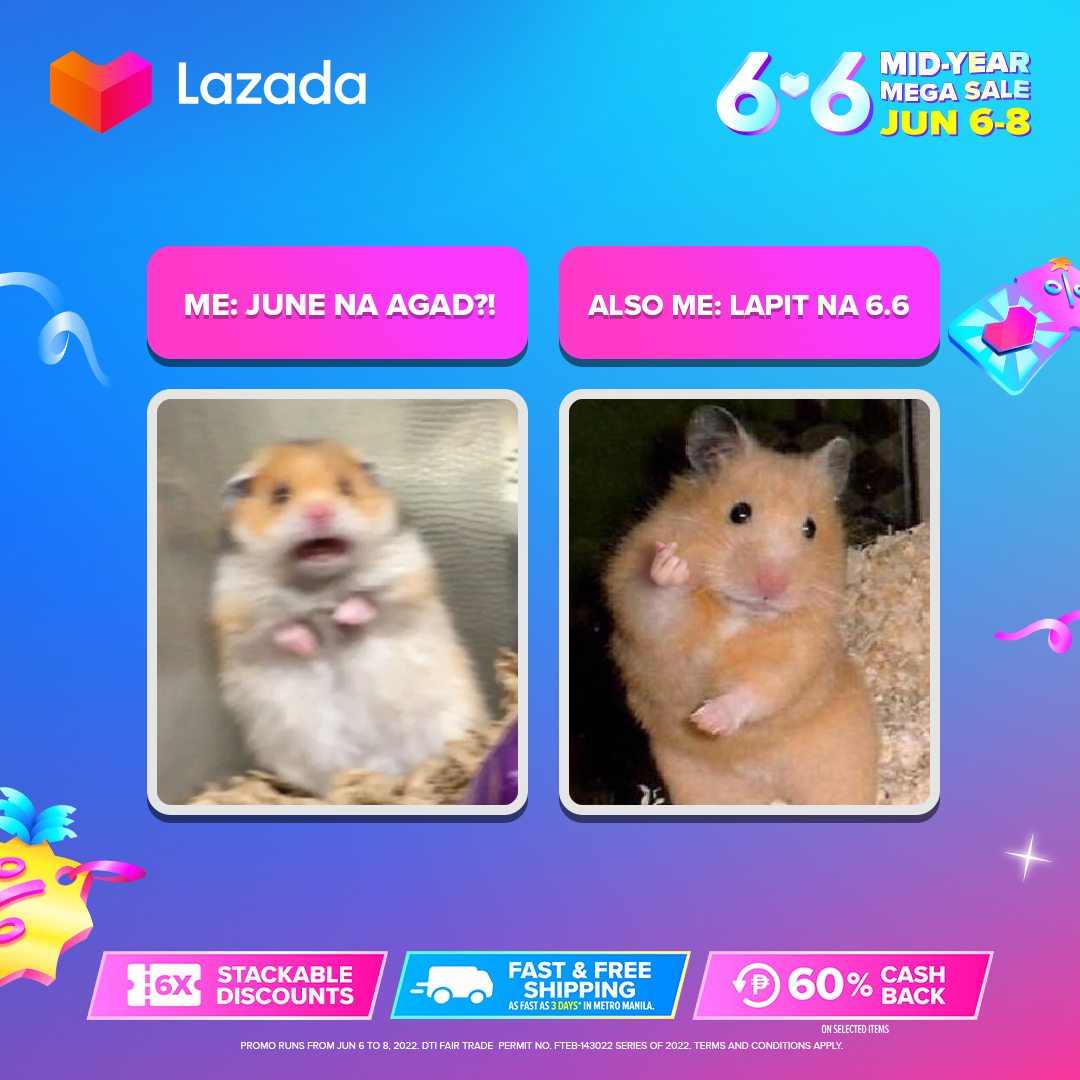 Lazada
6 6
MID-YEAR
MEGA SALE
JUN 6-8
ME: JUNE NA AGAD?!
ALSO ME: LAPIT NA 6.6
%
%
6X
STACKABLE
DISCOUNTS
FAST & FREE
SHIPPING
AS FAST AS 3 DAYS* IN METRO MANILA.
₱
60%
CASH
BACK
ON SELECTED ITEMS
PROMO RUNS FROM JUN 6 TO 8, 2022. DTI FAIR TRADE PERMIT NO. FTEB-143022 SERIES OF 2022. TERMS AND CONDITIONS APPLY.